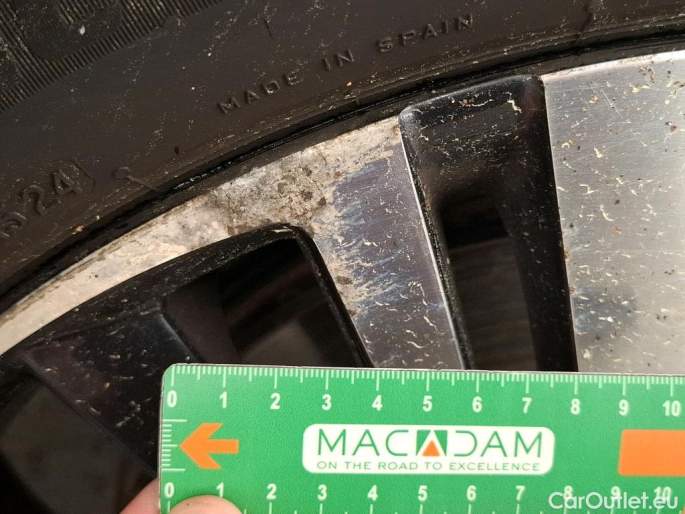 MADE IN SPAIN
524
0 1 2 3 4 5 6 7 8 9 10
MACADAM
ON THE ROAD TO EXCELLENCE
0 1 2 3 4 5 6 7 8 9 10
CarOutlet.eu